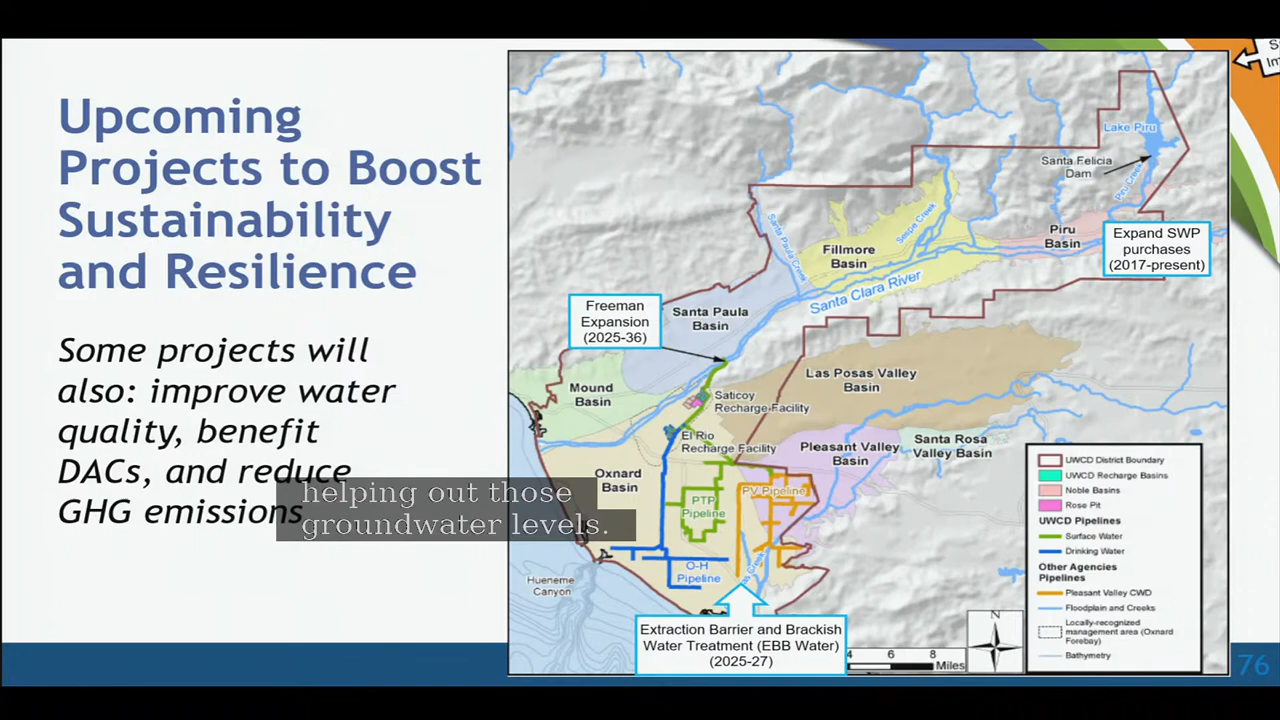 Upcoming
Projects to Boost
Sustainability
and Resilience
Some projects will
also: improve water
quality, benefit
DACs, and reduce
GHG emissions
helping out those
groundwater levels.
Lake Piru
Santa Felicia
Dam
Piru Creek
Piru
Basin
Expand SWP
purchases
(2017-present)
Sespe Creek
Fillmore
Basin
Santa Paula Creek
Santa Clara River
Freeman
Expansion
(2025-36)
Santa Paula
Basin
Las Posas Valley
Basin
Mound
Basin
Saticoy
Recharge Facility
El Rio
Recharge Facility
Pleasant Valley
Basin
Santa Rosa
Valley Basin
Oxnard
Basin
PTP
Pipeline
PV Pipeline
O-H
Pipeline
Creek
Hueneme
Canyon
Extraction Barrier and Brackish
Water Treatment (EBB Water)
(2025-27)
UWCD District Boundary
UWCD Recharge Basins
Noble Basins
Rose Pit
UWCD Pipelines
Surface Water
Drinking Water
Other Agencies
Pipelines
Pleasant Valley CWD
Floodplain and Creeks
Locally-recognized
management area (Oxnard
Forebay)
Bathymetry
N
4 6 8
Miles
76